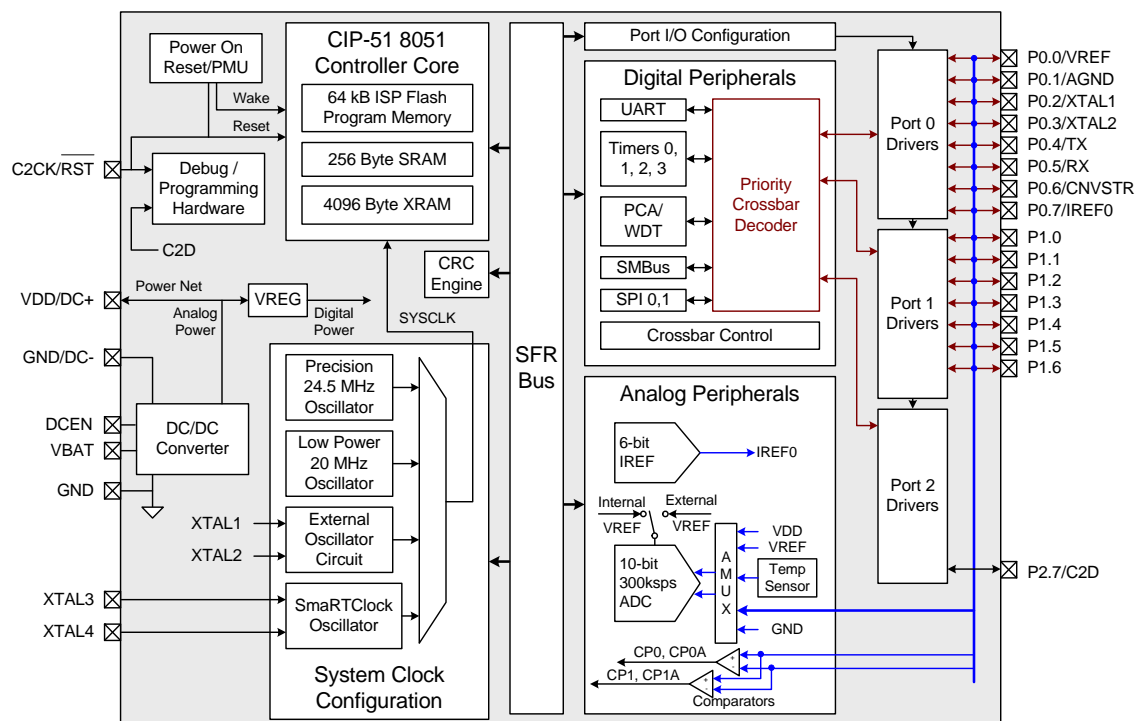 Power On
Reset/PMU
Wake
Reset
C2CK/RST
Debug /
Programming
Hardware
C2D
CIP-51 8051
Controller Core
64 kB ISP Flash
Program Memory
256 Byte SRAM
4096 Byte XRAM
CRC
Engine
VDD/DC+
Power Net
Analog
Power
VREG
Digital
Power
SYSCLK
GND/DC-
DCEN
VBAT
GND
DC/DC
Converter
Precision
24.5 MHz
Oscillator
Low Power
20 MHz
Oscillator
XTAL1
XTAL2
External
Oscillator
Circuit
XTAL3
XTAL4
SmaRTClock
Oscillator
System Clock
Configuration
SFR
Bus
Port I/O Configuration
Digital Peripherals
UART
Timers 0,
1, 2, 3
PCA/
WDT
SMBus
SPI 0,1
Priority
Crossbar
Decoder
Crossbar Control
Analog Peripherals
6-bit
IREF
IREF0
Internal
VREF
External
VREF
10-bit
300ksps
ADC
A
M
U
X
VDD
VREF
Temp
Sensor
GND
CP0, CP0A
+
-
CP1, CP1A
+
-
Comparators
Port 0
Drivers
Port 1
Drivers
Port 2
Drivers
P0.0/VREF
P0.1/AGND
P0.2/XTAL1
P0.3/XTAL2
P0.4/TX
P0.5/RX
P0.6/CNVSTR
P0.7/IREF0
P1.0
P1.1
P1.2
P1.3
P1.4
P1.5
P1.6
P2.7/C2D